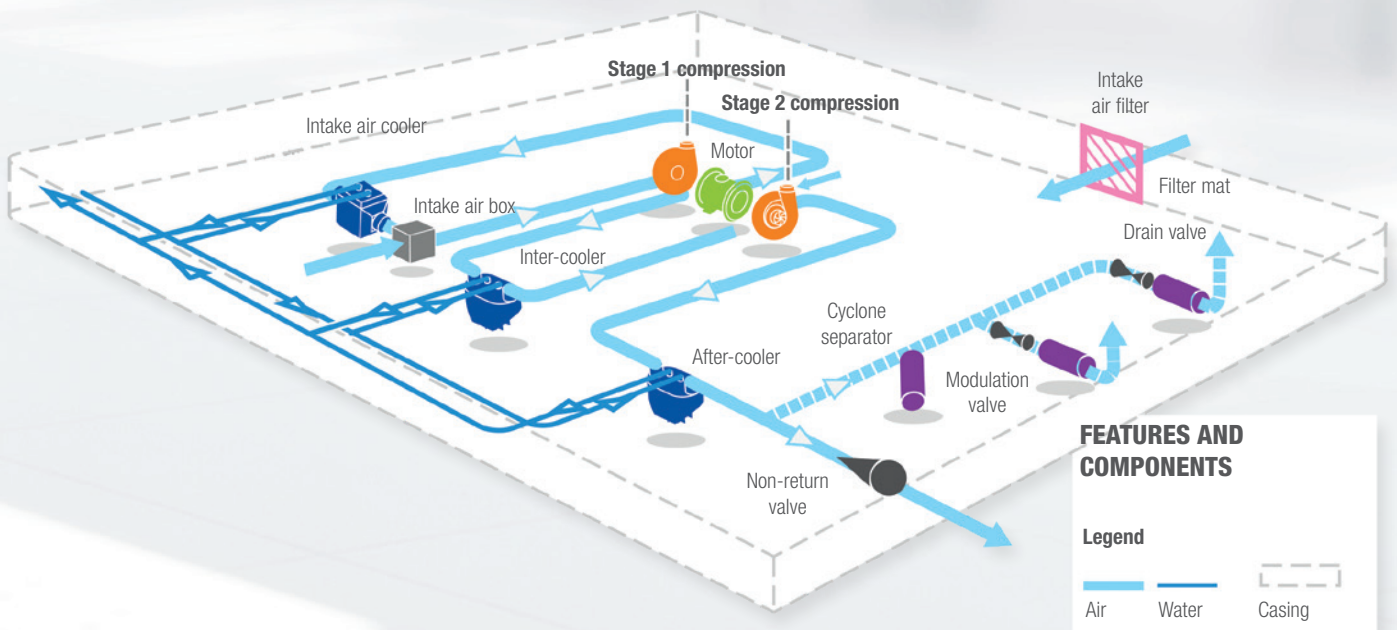 Stage 1 compression
Stage 2 compression
Intake
air filter
Intake air cooler
Motor
Filter mat
Intake air box
Drain valve
Inter-cooler
Cyclone
separator
After-cooler
Modulation
valve
Non-return
valve
FEATURES AND
COMPONENTS
Legend
Air
Water
Casing